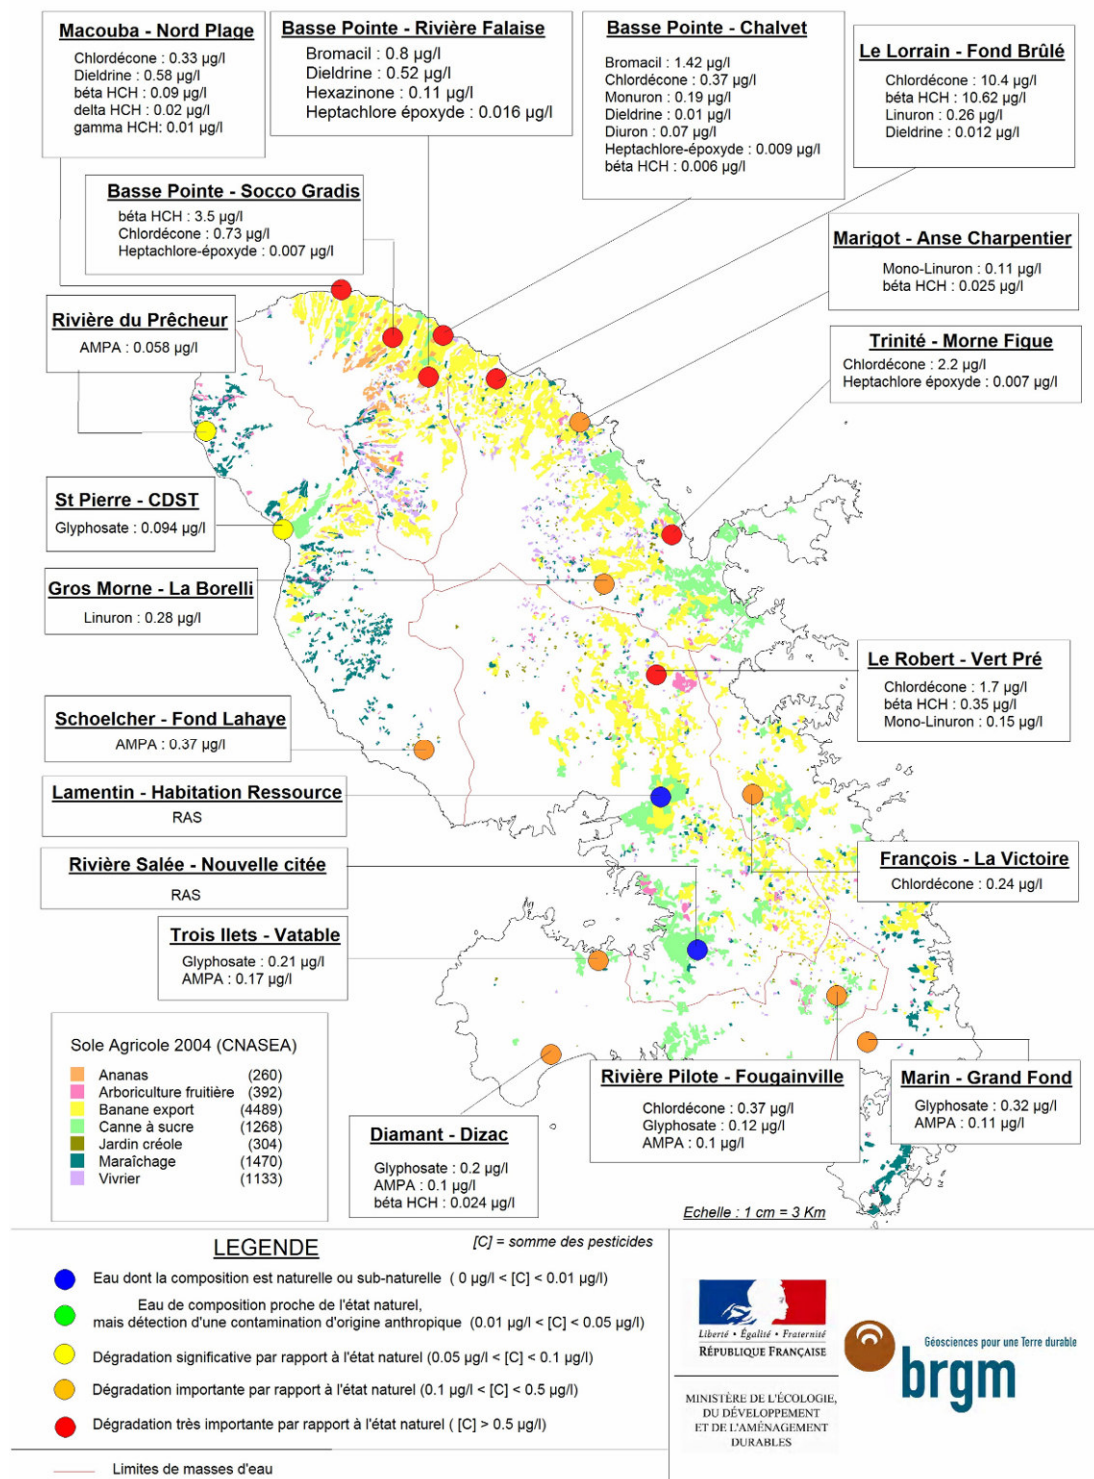 Macouba - Nord Plage
Chlordécone : 0.33 µg/l
Dieldrine : 0.58 µg/l
béta HCH : 0.09 µg/l
delta HCH : 0.02 µg/l
gamma HCH: 0.01 µg/l
Basse Pointe - Rivière Falaise
Bromacil : 0.8 µg/l
Dieldrine : 0.52 µg/l
Hexazinone : 0.11 µg/l
Heptachlore époxyde : 0.016 µg/l
Basse Pointe - Chalvet
Bromacil : 1.42 µg/l
Chlordécone : 0.37 µg/l
Monuron : 0.19 µg/l
Dieldrine : 0.01 µg/l
Diuron : 0.07 µg/l
Heptachlore-époxyde : 0.009 µg/l
béta HCH : 0.006 µg/l
Le Lorrain - Fond Brûlé
Chlordécone : 10.4 µg/l
béta HCH : 10.62 µg/l
Linuron : 0.26 µg/l
Dieldrine : 0.012 µg/l
Basse Pointe - Socco Gradis
béta HCH : 3.5 µg/l
Chlordécone : 0.73 µg/l
Heptachlore-époxyde : 0.007 µg/l
Marigot - Anse Charpentier
Mono-Linuron : 0.11 µg/l
béta HCH : 0.025 µg/l
Rivière du Prêcheur
AMPA : 0.058 µg/l
Trinité - Morne Figue
Chlordécone : 2.2 µg/l
Heptachlore époxyde : 0.007 µg/l
St Pierre - CDST
Glyphosate : 0.094 µg/l
Gros Morne - La Borelli
Linuron : 0.28 µg/l
Le Robert - Vert Pré
Chlordécone : 1.7 µg/l
béta HCH : 0.35 µg/l
Mono-Linuron : 0.15 µg/l
Schoelcher - Fond Lahaye
AMPA : 0.37 µg/l
Lamentin - Habitation Ressource
RAS
Rivière Salée - Nouvelle citée
RAS
François - La Victoire
Chlordécone : 0.24 µg/l
Trois Ilets - Vatable
Glyphosate : 0.21 µg/l
AMPA : 0.17 µg/l
Sole Agricole 2004 (CNASEA)
Ananas (260)
Arboriculture fruitière (392)
Banane export (4489)
Canne à sucre (1268)
Jardin créole (304)
Maraîchage (1470)
Vivrier (1133)
Diamant - Dizac
Glyphosate : 0.2 µg/l
AMPA : 0.1 µg/l
béta HCH : 0.024 µg/l
Rivière Pilote - Fougainville
Chlordécone : 0.37 µg/l
Glyphosate : 0.12 µg/l
AMPA : 0.1 µg/l
Marin - Grand Fond
Glyphosate : 0.32 µg/l
AMPA : 0.11 µg/l
Echelle : 1 cm = 3 Km
LEGENDE
[C] = somme des pesticides
Eau dont la composition est naturelle ou sub-naturelle ( 0 µg/l < [C] < 0.01 µg/l)
Eau de composition proche de l'état naturel,
mais détection d'une contamination d'origine anthropique (0.01 µg/l < [C] < 0.05 µg/l)
Dégradation significative par rapport à l'état naturel (0.05 µg/l < [C] < 0.1 µg/l)
Dégradation importante par rapport à l'état naturel (0.1 µg/l < [C] < 0.5 µg/l)
Dégradation très importante par rapport à l'état naturel ( [C] > 0.5 µg/l)
Limites de masses d'eau
Liberté • Égalité • Fraternité
RÉPUBLIQUE FRANÇAISE
MINISTÈRE DE L'ÉCOLOGIE,
DU DÉVELOPPEMENT
ET DE L'AMÉNAGEMENT
DURABLES
Géosciences pour une Terre durable
brgm